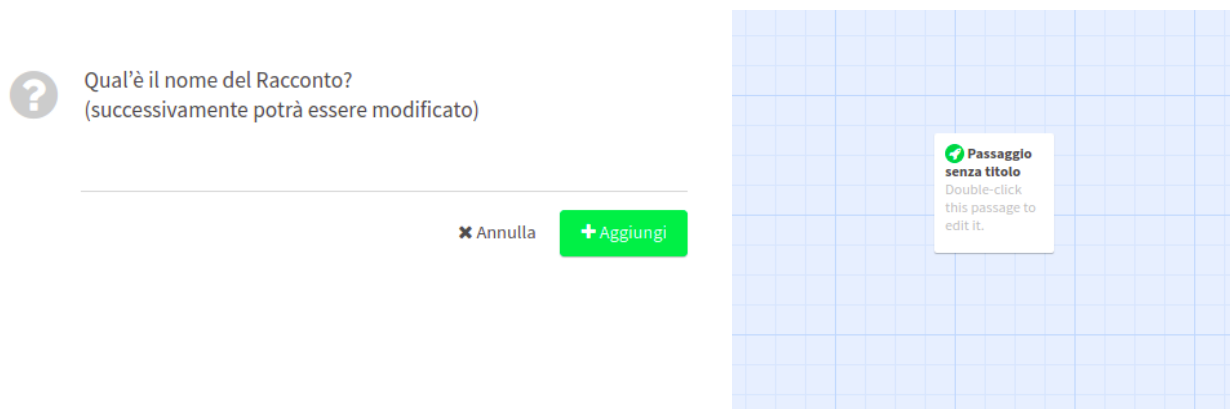 Qual’è il nome del Racconto?
(successivamente potrà essere modificato)
Annulla
Aggiungi
Passaggio
senza titolo
Double-click
this passage to
edit it.